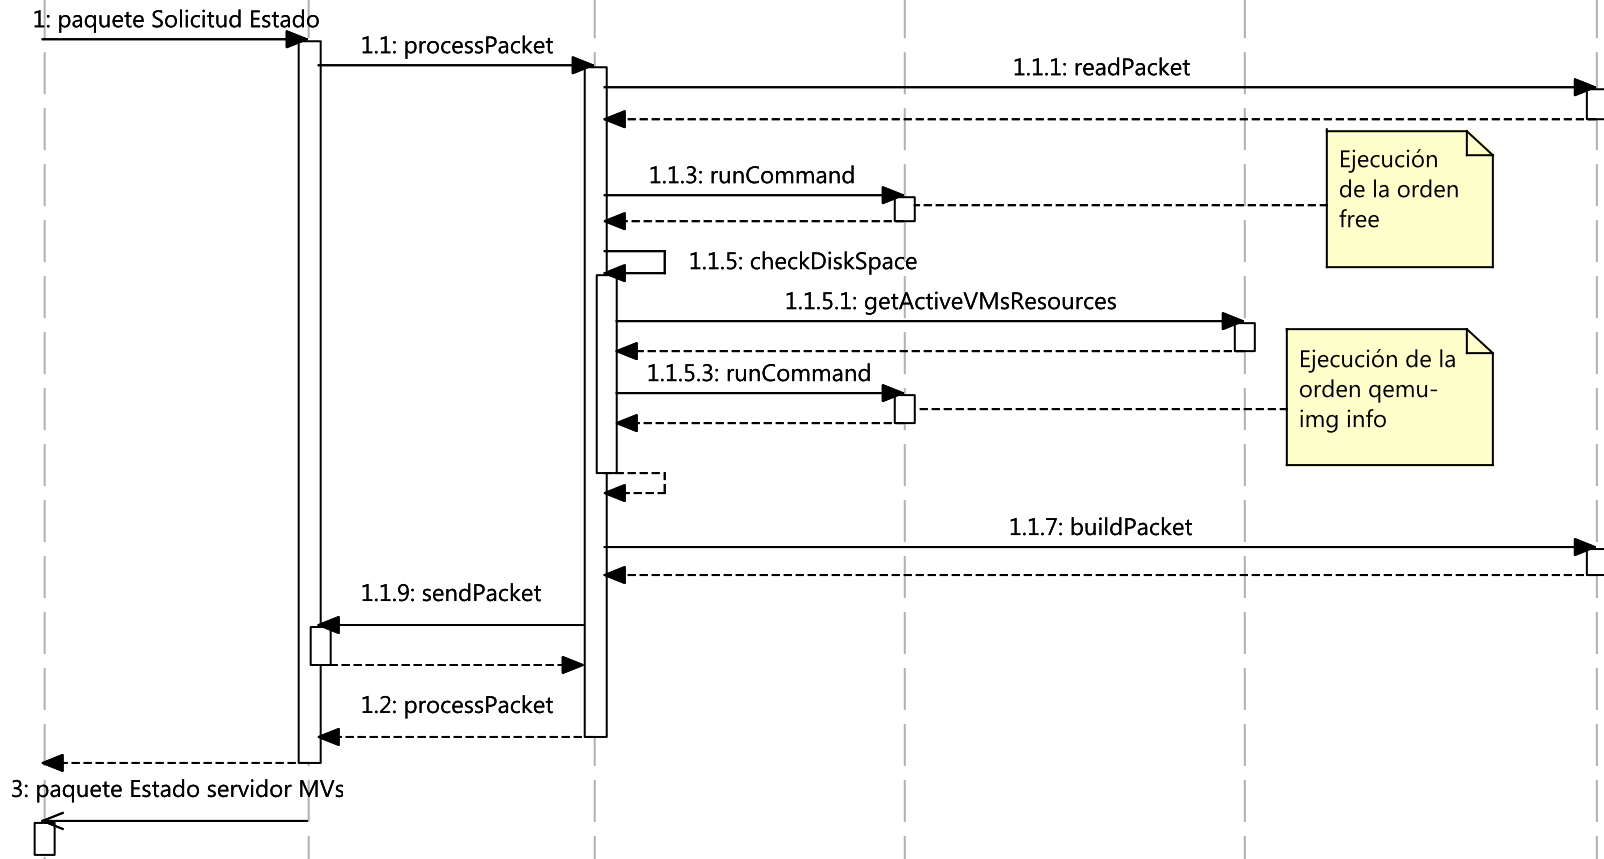 1: paquete Solicitud Estado
1.1: processPacket
1.1.1: readPacket
Ejecución
de la orden
free
1.1.3: runCommand
1.1.5: checkDiskSpace
1.1.5.1: getActiveVMsResources
Ejecución de la
orden qemu-
img info
1.1.5.3: runCommand
1.1.7: buildPacket
1.1.9: sendPacket
1.2: processPacket
3: paquete Estado servidor MVs